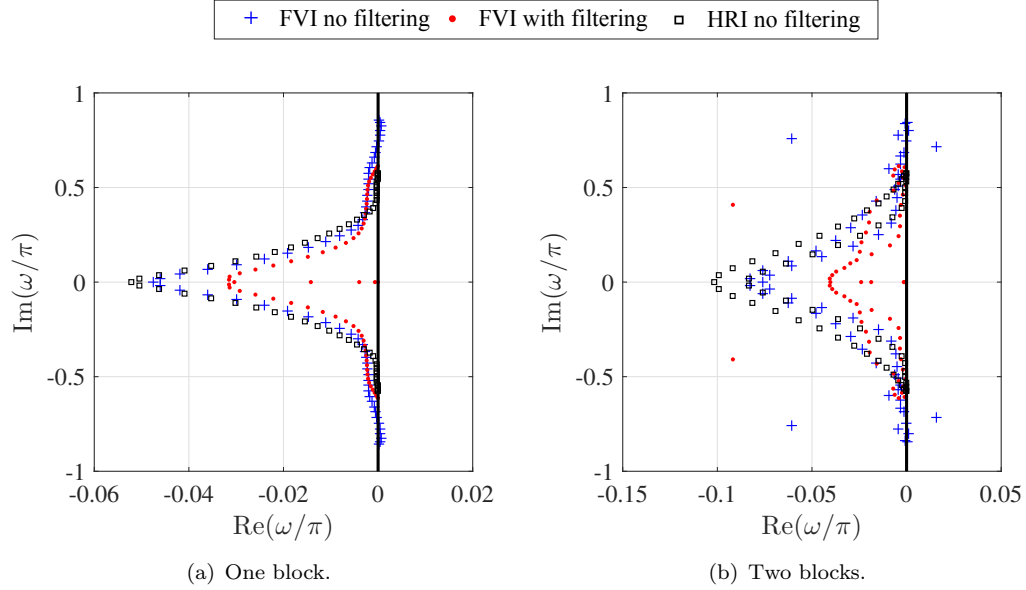 FVI no filtering FVI with filtering HRI no filtering
1
0.5
0
-0.5
-1
-0.06 -0.04 -0.02 0 0.02
Im(ω/π)
Re(ω/π)
(a) One block.
1
0.5
0
-0.5
-1
-0.15 -0.1 -0.05 0 0.05
Im(ω/π)
Re(ω/π)
(b) Two blocks.